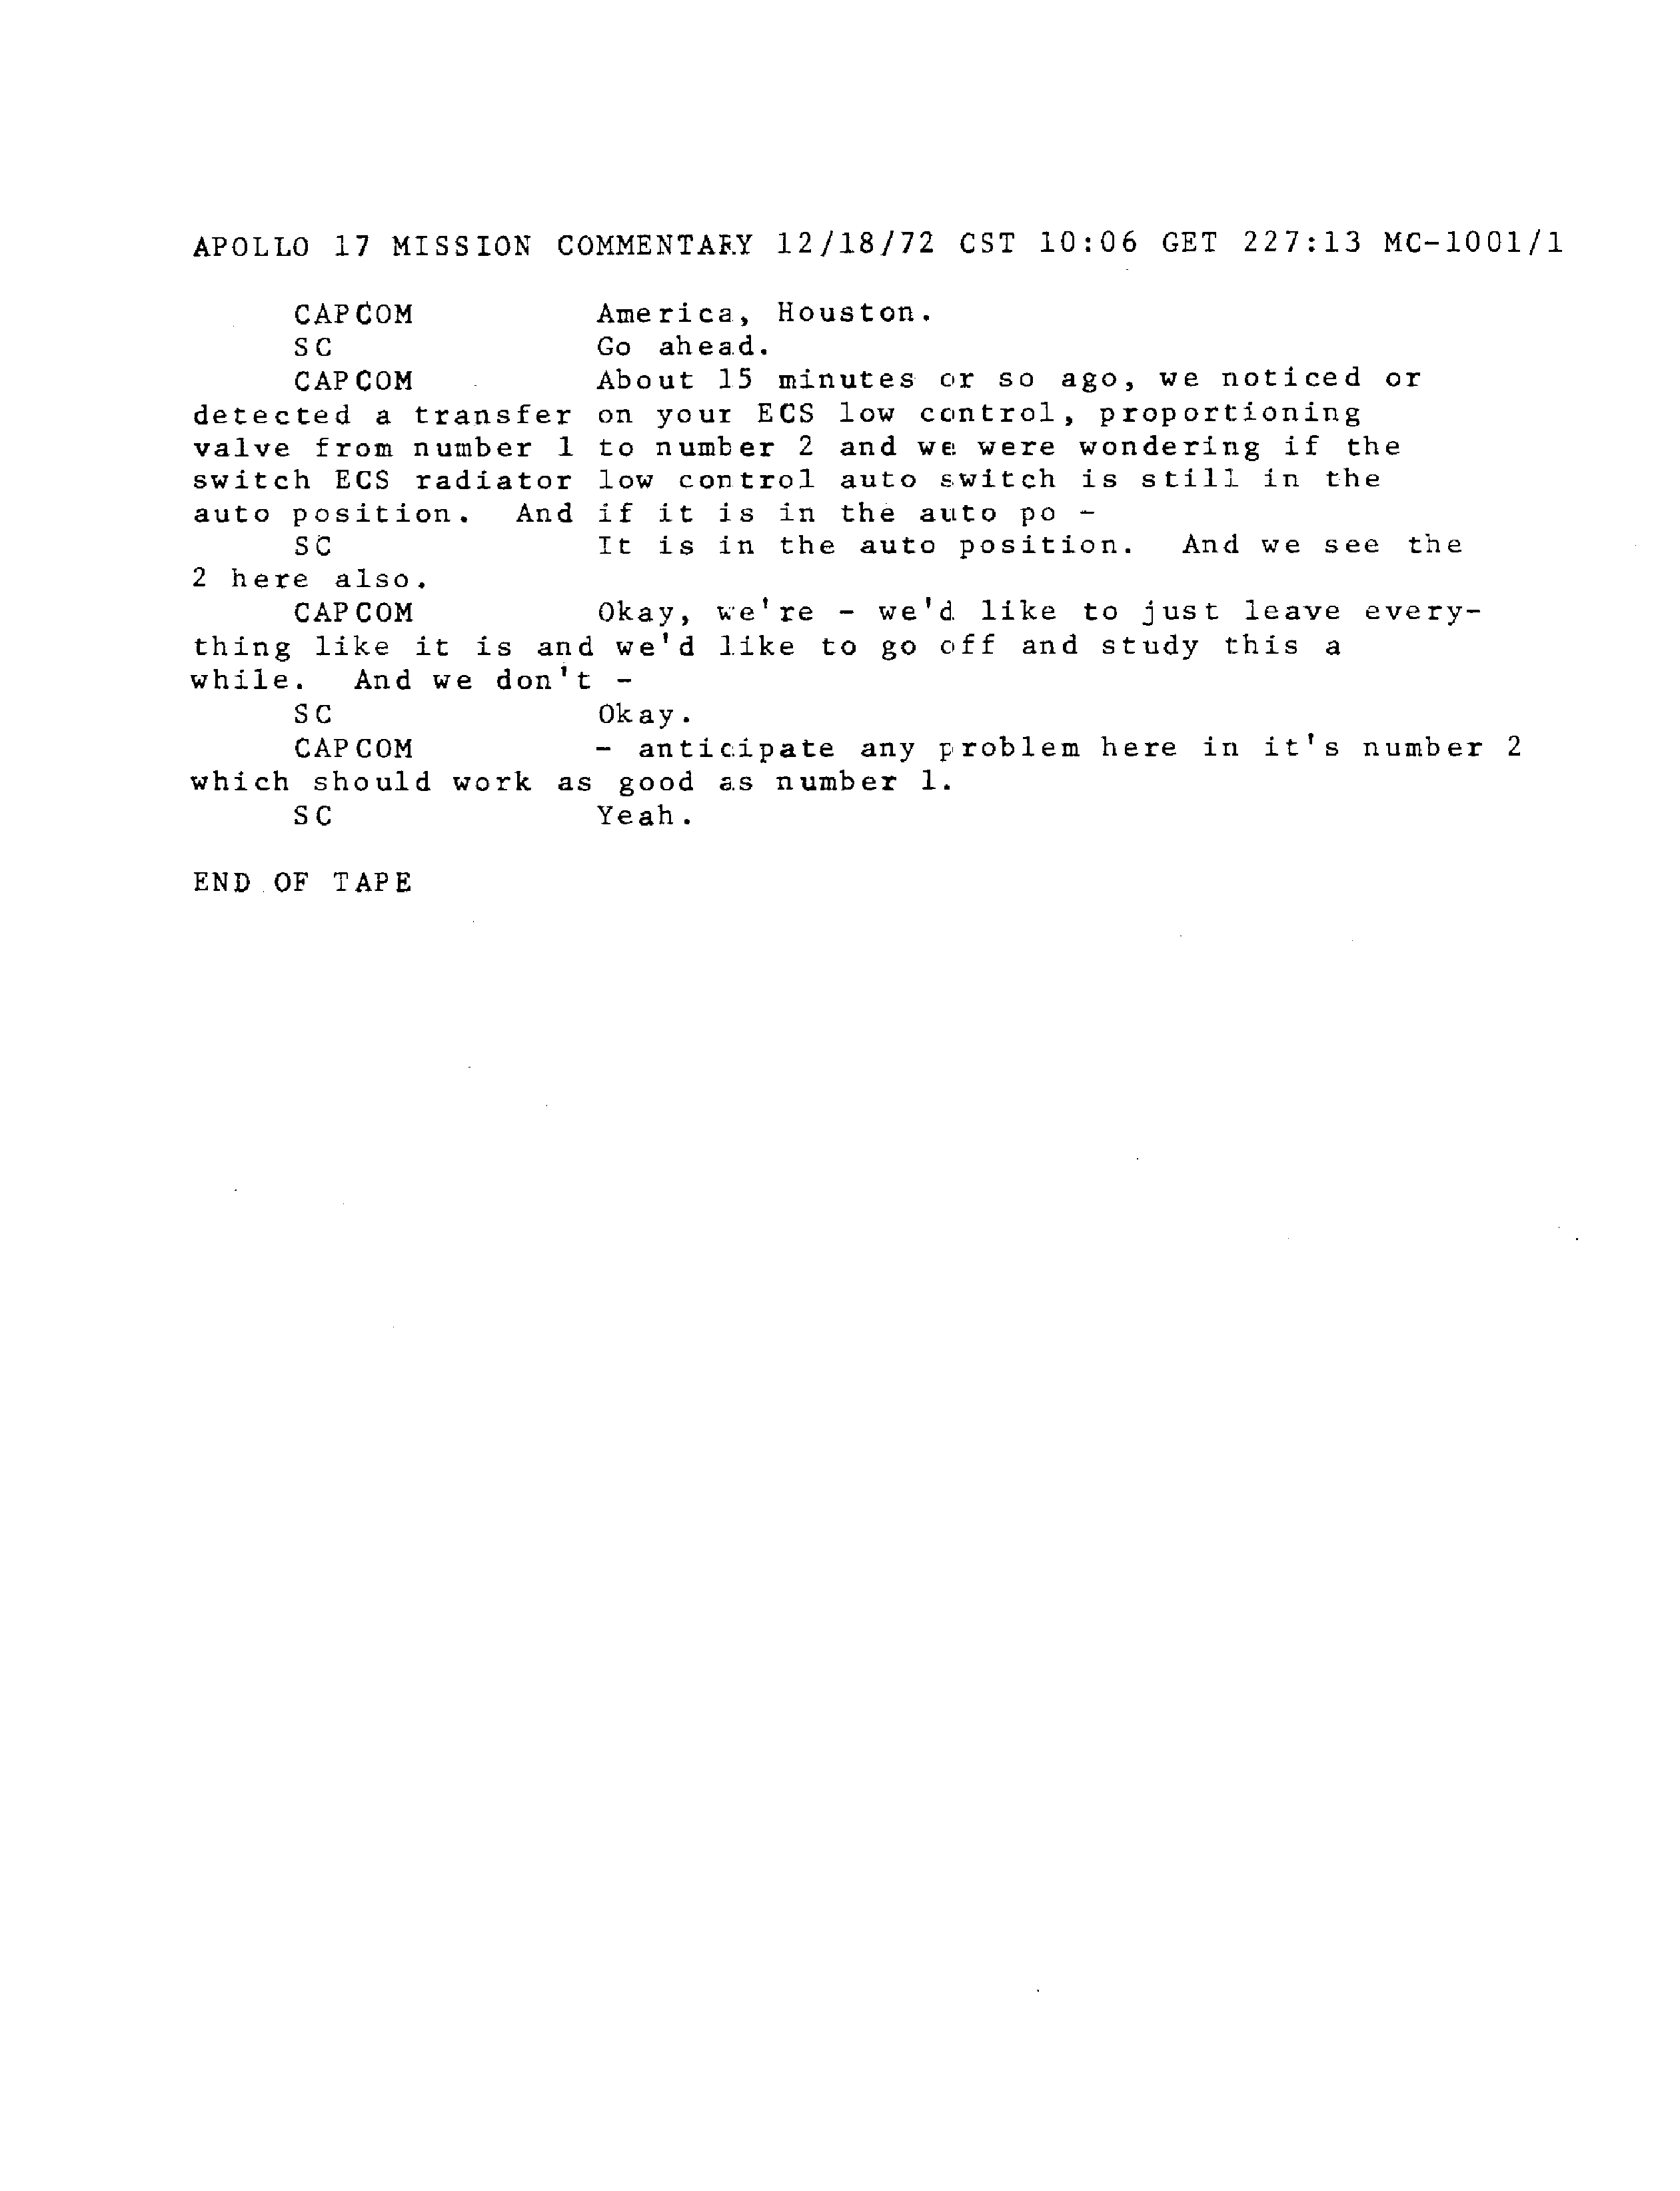 APOLLO 17 MISSION COMMENTARY 12/18/72 CST 10:06 GET 227:13 MC-1001/1
CAPCOM America, Houston.
SC Go ahead.
CAPCOM About 15 minutes or so ago, we noticed or
detected a transfer on your ECS low control, proportioning
valve from number 1 to number 2 and we were wondering if the
switch ECS radiator low control auto switch is still in the
auto position. And if it is in the auto po -
SC It is in the auto position. And we see the
2 here also.
CAPCOM Okay, we're - we'd like to just leave every-
thing like it is and we'd like to go off and study this a
while. And we don't -
SC Okay.
CAPCOM - anticipate any problem here in it's number 2
which should work as good as number 1.
SC Yeah.
END OF TAPE